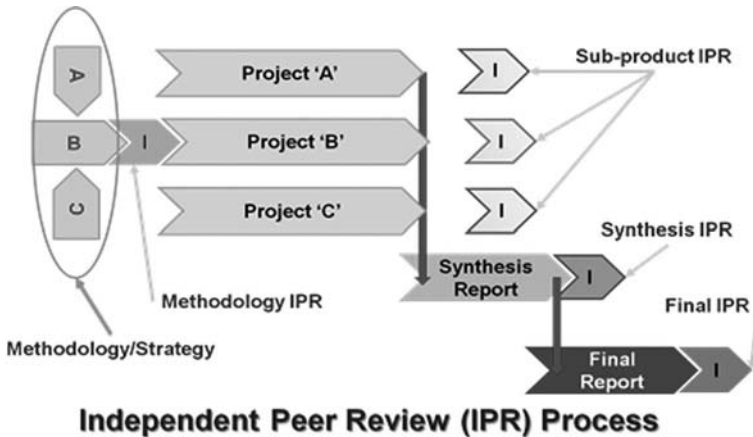 A
B
C
I
Project ‘A’
Project ‘B’
Project ‘C’
I
I
I
Sub-product IPR
Synthesis
Report
I
Synthesis IPR
Methodology IPR
Final IPR
Methodology/Strategy
Final
Report
I
Independent Peer Review (IPR) Process